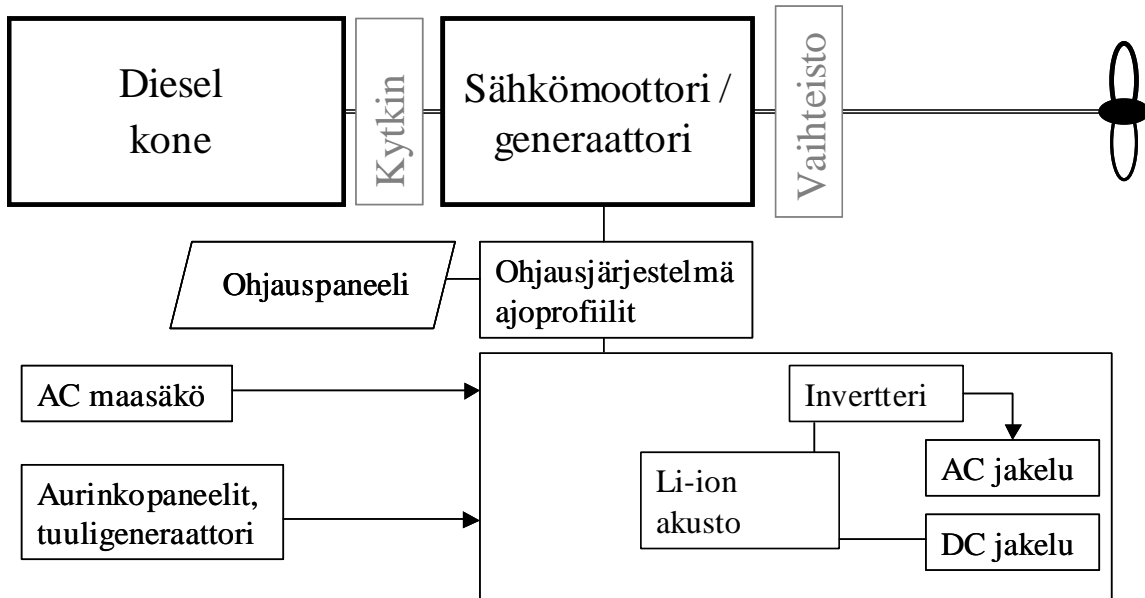 Diesel
kone
Kytkin
Sähkömoottori /
generaattori
Vaihteisto
Ohjauspaneeli
Ohjausjärjestelmä
ajoprofiilit
AC maasäkö
Invertteri
Li-ion
akusto
AC jakelu
Aurinkopaneelit,
tuuligeneraattori
DC jakelu